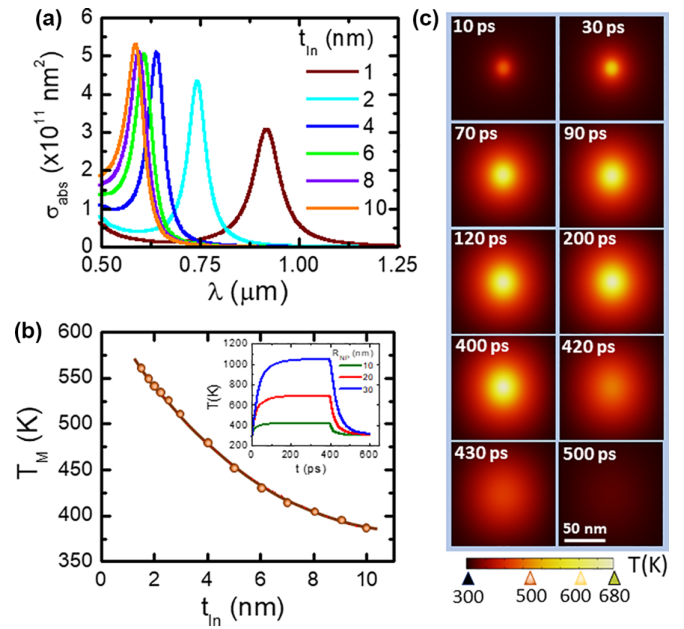 (a)
σabs (x10¹¹ nm²)
6
5
4
3
2
1
0
0.50
0.75
1.00
1.25
λ (μm)
tIn (nm)
1
2
4
6
8
10
(b)
TM (K)
600
550
500
450
400
350
0
2
4
6
8
10
tIn(nm)
T(K)
1200
1000
800
600
400
200
0
200
400
600
t (ps)
RNP (nm)
10
20
30
(c)
10 ps
30 ps
70 ps
90 ps
120 ps
200 ps
400 ps
420 ps
430 ps
500 ps
50 nm
T(K)
300
500
600
680